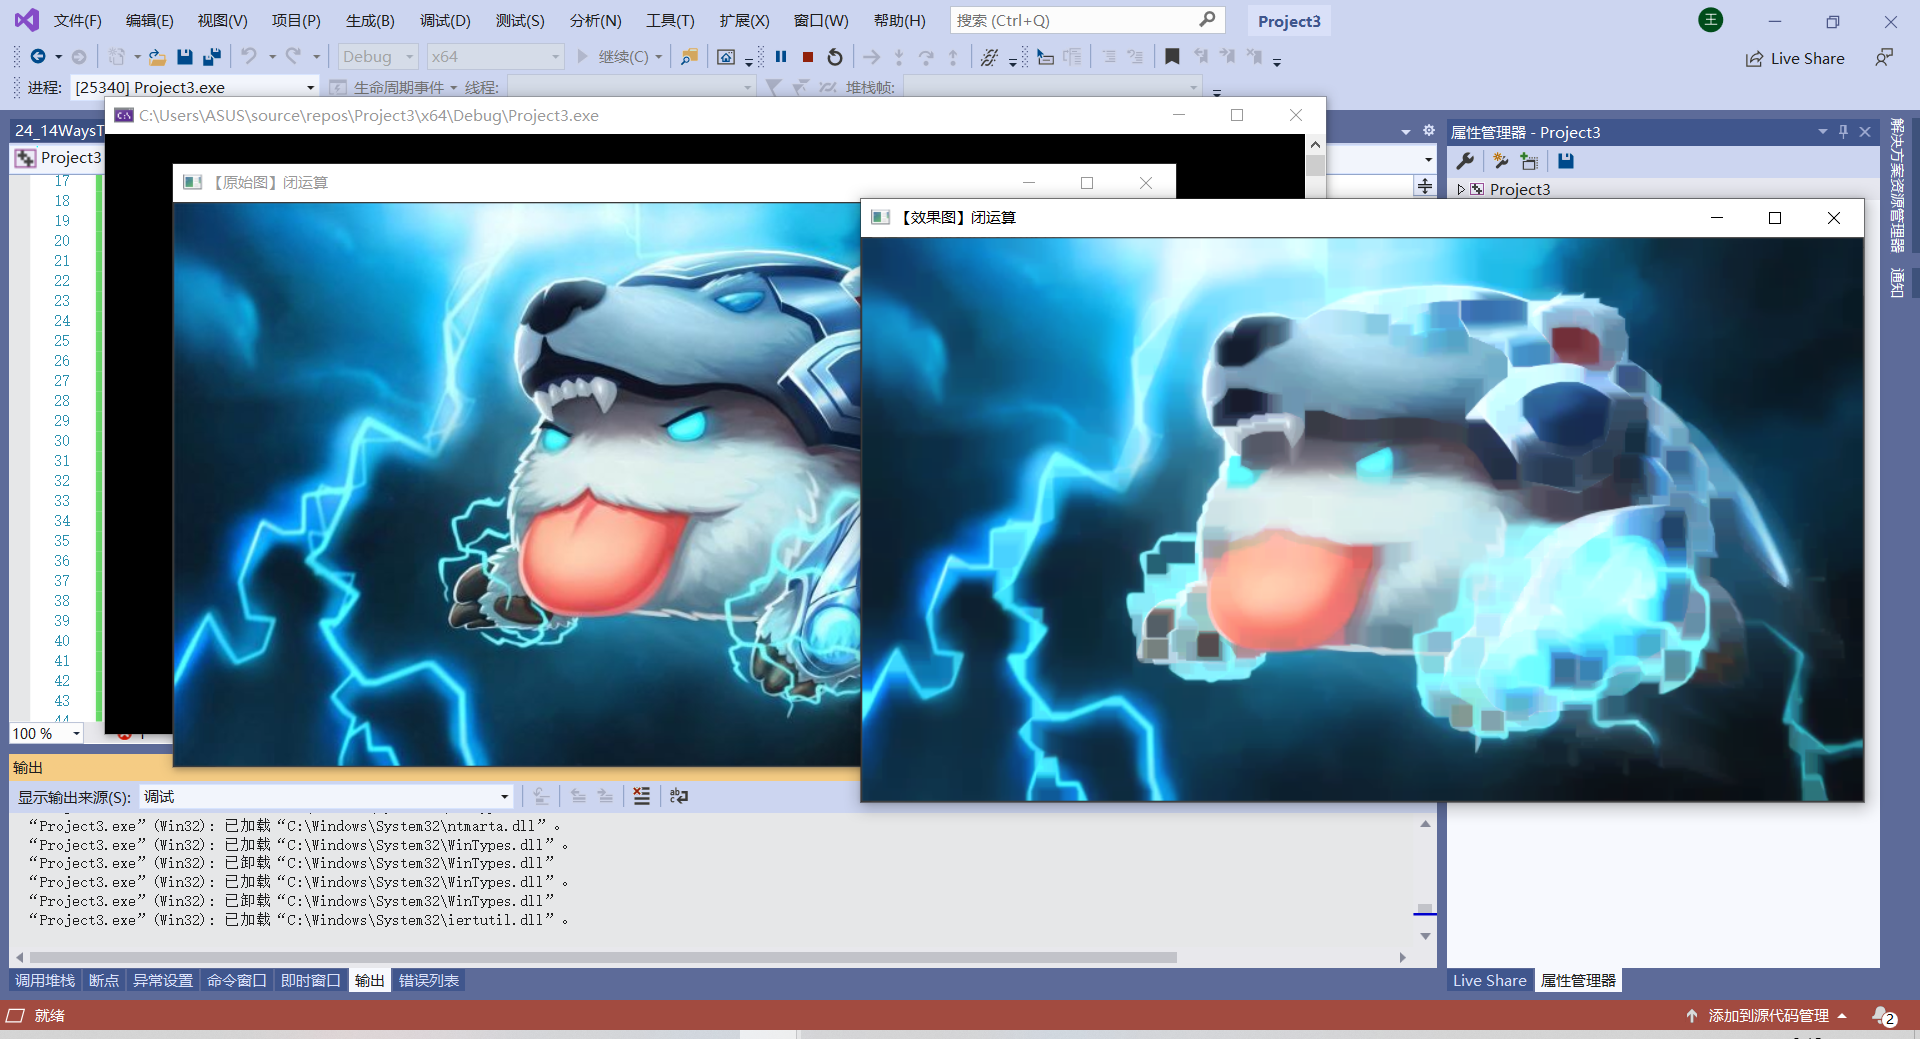 文件(F) 编辑(E) 视图(V) 项目(P) 生成(B) 调试(D) 测试(S) 分析(N) 工具(T) 扩展(X) 窗口(W) 帮助(H) 搜索 (Ctrl+Q) Project3 王
Debug x64 继续(C) Live Share
进程: [25340] Project3.exe 生命周期事件 线程: 堆栈帧:
C:\Users\ASUS\source\repos\Project3\x64\Debug\Project3.exe
24_14WaysT
属性管理器 - Project3
Project3
Project3
【原始图】闭运算
【效果图】闭运算
解决方案资源管理器
通知
17
18
19
20
21
22
23
24
25
26
27
28
29
30
31
32
33
34
35
36
37
38
39
40
41
42
43
44
100 %
输出
显示输出来源(S): 调试
“Project3.exe” (Win32): 已加载“C:\Windows\System32\ntmarta.dll”。
“Project3.exe” (Win32): 已加载“C:\Windows\System32\WinTypes.dll”。
“Project3.exe” (Win32): 已卸载“C:\Windows\System32\WinTypes.dll”
“Project3.exe” (Win32): 已加载“C:\Windows\System32\WinTypes.dll”。
“Project3.exe” (Win32): 已卸载“C:\Windows\System32\WinTypes.dll”
“Project3.exe” (Win32): 已加载“C:\Windows\System32\iertutil.dll”。
调用堆栈 断点 异常设置 命令窗口 即时窗口 输出 错误列表 Live Share 属性管理器
就绪 添加到源代码管理 2